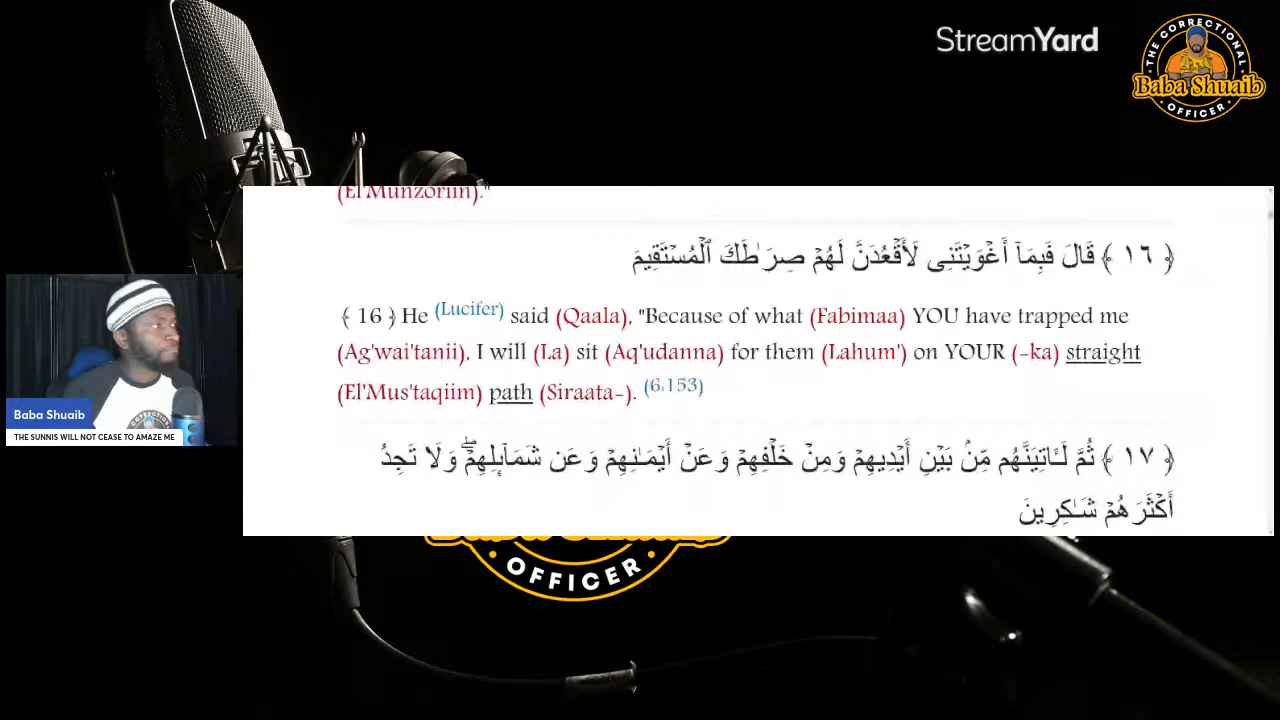 StreamYard
THE CORRECTIONAL
Baba Shuaib
OFFICER
(El'Munzoriin)."
﴿ ١٦ ﴾ قَالَ فَبِمَآ أَغْوَيْتَنِى لَأَقْعُدَنَّ لَهُمْ صِرَٰطَكَ ٱلْمُسْتَقِيمَ
﴾ 16 ﴿ He (Lucifer) said (Qaala), "Because of what (Fabimaa) YOU have trapped me
(Ag'wai'tanii), I will (La) sit (Aq'udanna) for them (Lahum') on YOUR (-ka) straight
(El'Mus'taqiim) path (Siraata-). (6:153)
﴿ ١٧ ﴾ ثُمَّ لَـَٔاتِيَنَّهُم مِّنۢ بَيْنِ أَيْدِيهِمْ وَمِنْ خَلْفِهِمْ وَعَنْ أَيْمَـٰنِهِمْ وَعَن شَمَآئِلِهِمْ ۖ وَلَا تَجِدُ
أَكْثَرَهُمْ شَـٰكِرِينَ
Baba Shuaib
THE SUNNIS WILL NOT CEASE TO AMAZE ME
OFFICER